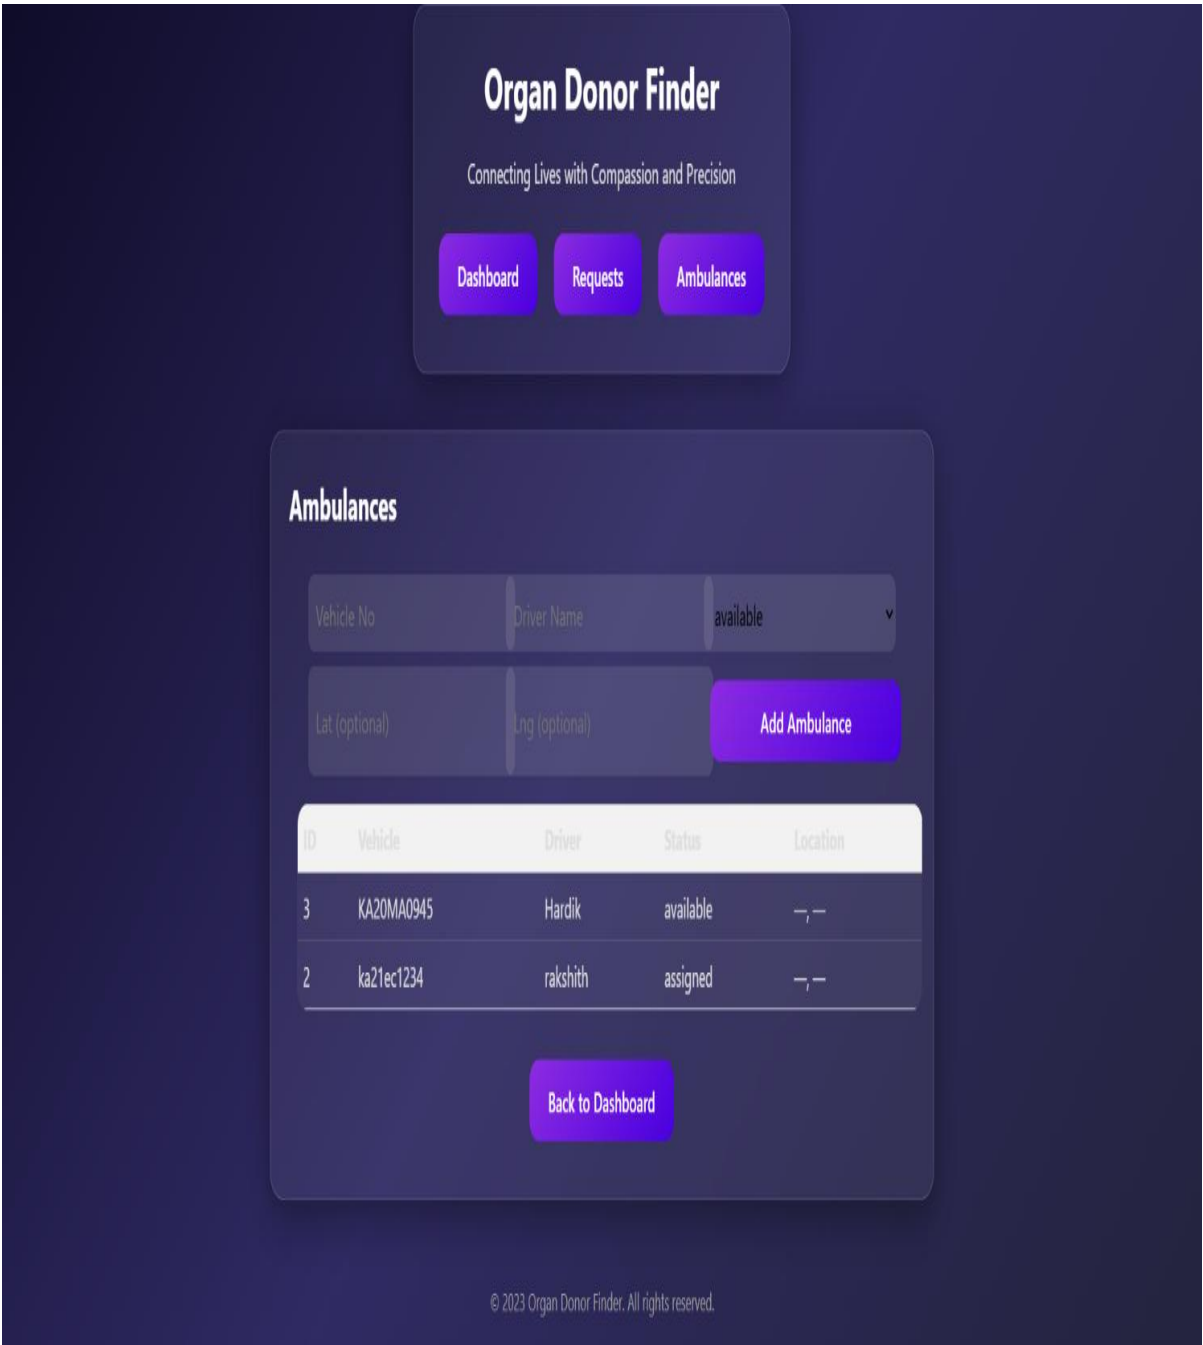 Organ Donor Finder
Connecting Lives with Compassion and Precision
Dashboard Requests Ambulances
Ambulances
Vehicle No Driver Name available
Lat (optional) Lng (optional) Add Ambulance
ID Vehicle Driver Status Location
3 KA20MA0945 Hardik available —, —
2 ka21ec1234 rakshith assigned —, —
Back to Dashboard
© 2023 Organ Donor Finder. All rights reserved.